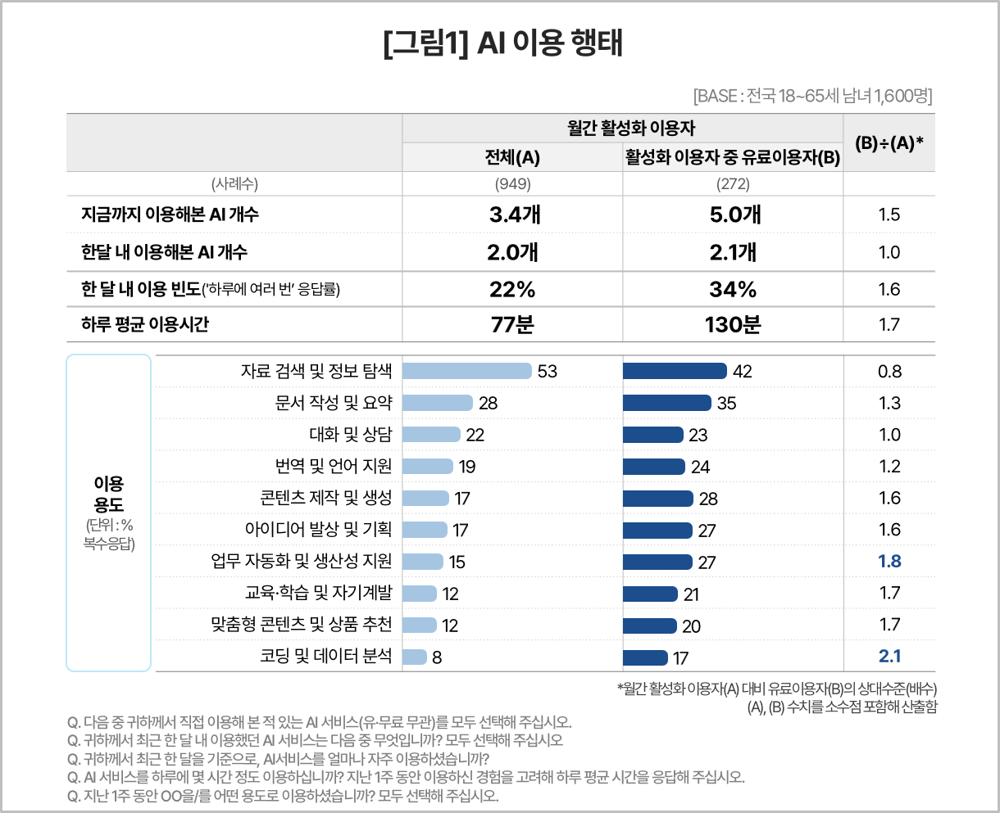 [그림1] AI 이용 행태
[BASE : 전국 18~65세 남녀 1,600명]
월간 활성화 이용자
(B)÷(A)*
전체(A) 활성화 이용자 중 유료이용자(B)
(사례수) (949) (272)
지금까지 이용해본 AI 개수 3.4개 5.0개 1.5
한달 내 이용해본 AI 개수 2.0개 2.1개 1.0
한 달 내 이용 빈도('하루에 여러 번’ 응답률) 22% 34% 1.6
하루 평균 이용시간 77분 130분 1.7
이용
용도
(단위 : %
복수응답)
자료 검색 및 정보 탐색 53 42 0.8
문서 작성 및 요약 28 35 1.3
대화 및 상담 22 23 1.0
번역 및 언어 지원 19 24 1.2
콘텐츠 제작 및 생성 17 28 1.6
아이디어 발상 및 기획 17 27 1.6
업무 자동화 및 생산성 지원 15 27 1.8
교육·학습 및 자기계발 12 21 1.7
맞춤형 콘텐츠 및 상품 추천 12 20 1.7
코딩 및 데이터 분석 8 17 2.1
*월간 활성화 이용자(A) 대비 유료이용자(B)의 상대수준(배수)
(A), (B) 수치를 소수점 포함해 산출함
Q. 다음 중 귀하께서 직접 이용해 본 적 있는 AI 서비스(유·무료 무관)를 모두 선택해 주십시오.
Q. 귀하께서 최근 한 달 내 이용했던 AI 서비스는 다음 중 무엇입니까? 모두 선택해 주십시오
Q. 귀하께서 최근 한 달을 기준으로, AI서비스를 얼마나 자주 이용하셨습니까?
Q. AI 서비스를 하루에 몇 시간 정도 이용하십니까? 지난 1주 동안 이용하신 경험을 고려해 하루 평균 시간을 응답해 주십시오.
Q. 지난 1주 동안 OO을/를 어떤 용도로 이용하셨습니까? 모두 선택해 주십시오.